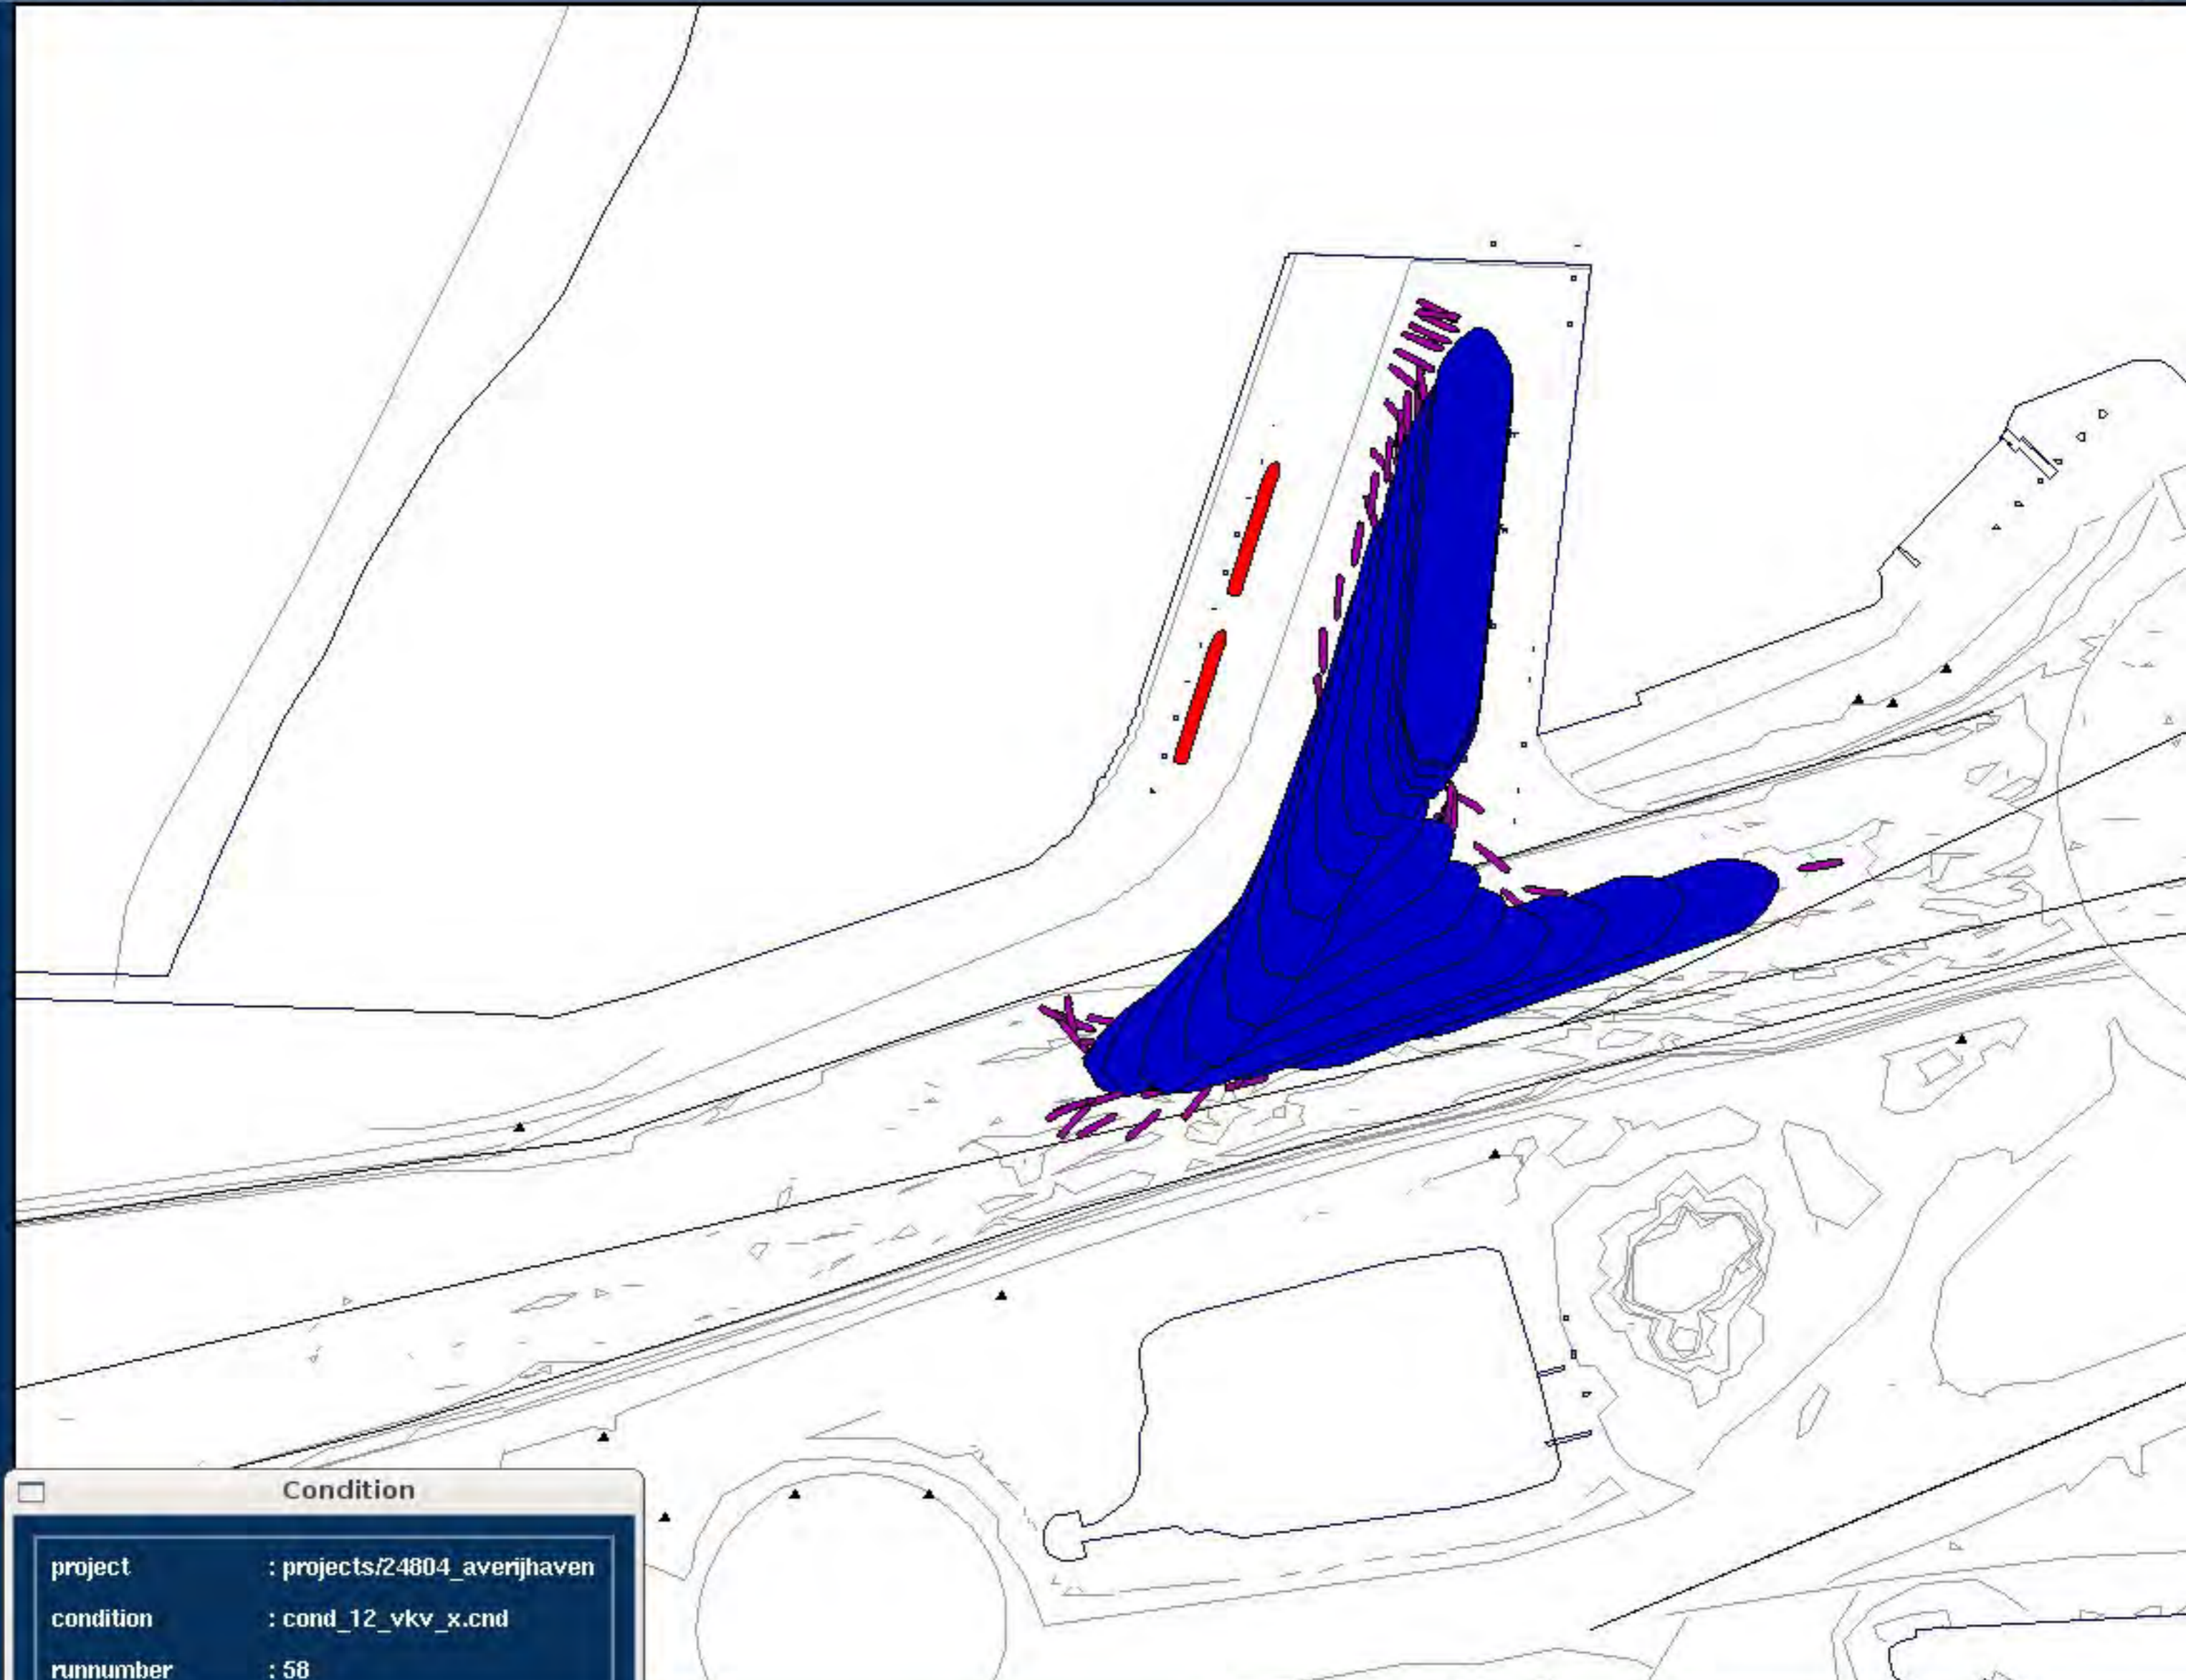 Condition
project : projects/24804_averijhaven
condition : cond_12_vkv_x.cnd
runnumber : 58